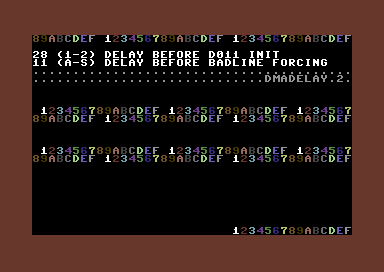 89ABCDEF 123456789ABCDEF 123456789ABCDEF
28 (1-2) DELAY BEFORE D011 INIT
11 (A-S) DELAY BEFORE BADLINE FORCING
.............................DMADELAY.2.
123456789ABCDEF 123456789ABCDEF 1234567
89ABCDEF 123456789ABCDEF 123456789ABCDEF
123456789ABCDEF 123456789ABCDEF 1234567
89ABCDEF 123456789ABCDEF 123456789ABCDEF
123456789ABCDEF